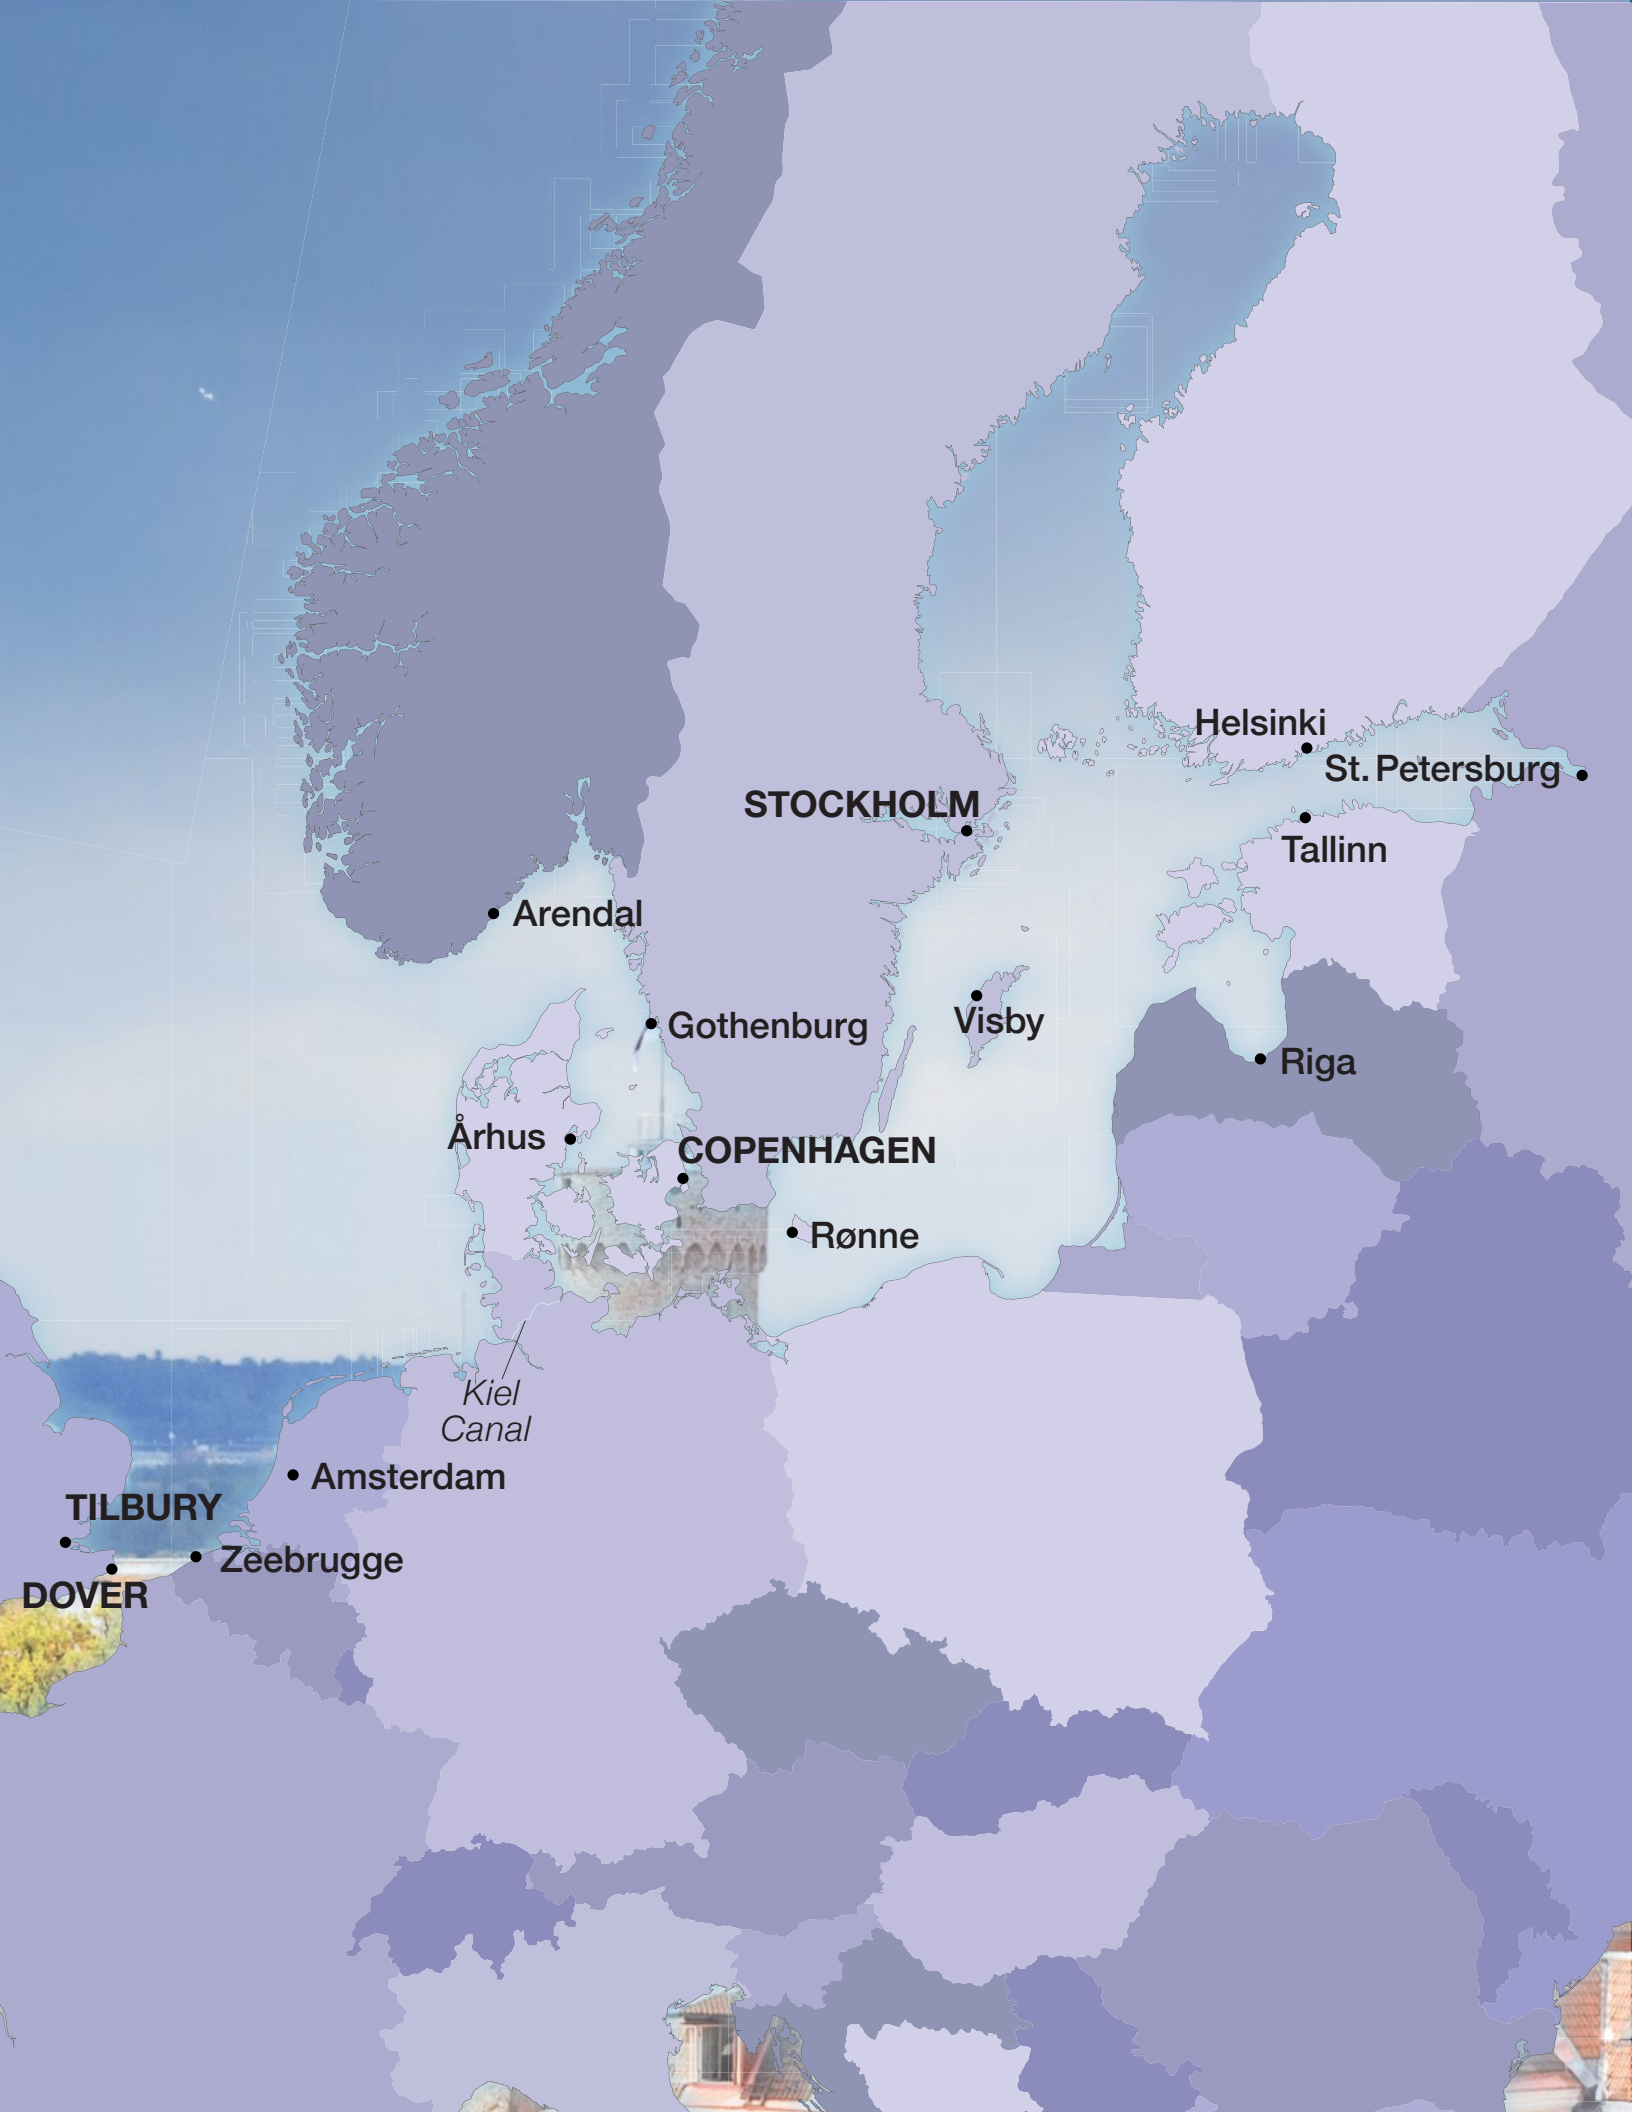 Helsinki
St. Petersburg
STOCKHOLM
Tallinn
Arendal
Visby
Gothenburg
Riga
Århus
COPENHAGEN
Rønne
Kiel
Canal
Amsterdam
TILBURY
Zeebrugge
DOVER